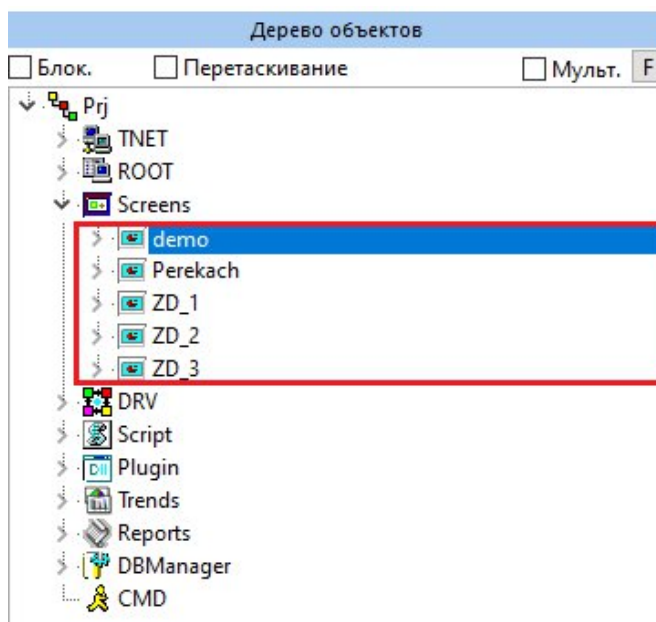 Дерево объектов
Блок. Перетаскивание Мульт. F
Prj
TNET
ROOT
Screens
demo
Perekach
ZD_1
ZD_2
ZD_3
DRV
Script
Plugin
Trends
Reports
DBManager
CMD